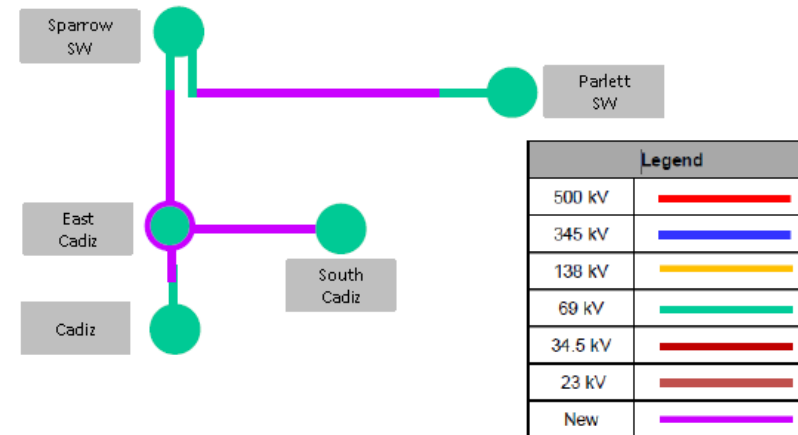 Sparrow
SW
Parlett
SW
East
Cadiz
South
Cadiz
Cadiz
Legend
500 kV
345 kV
138 kV
69 kV
34.5 kV
23 kV
New